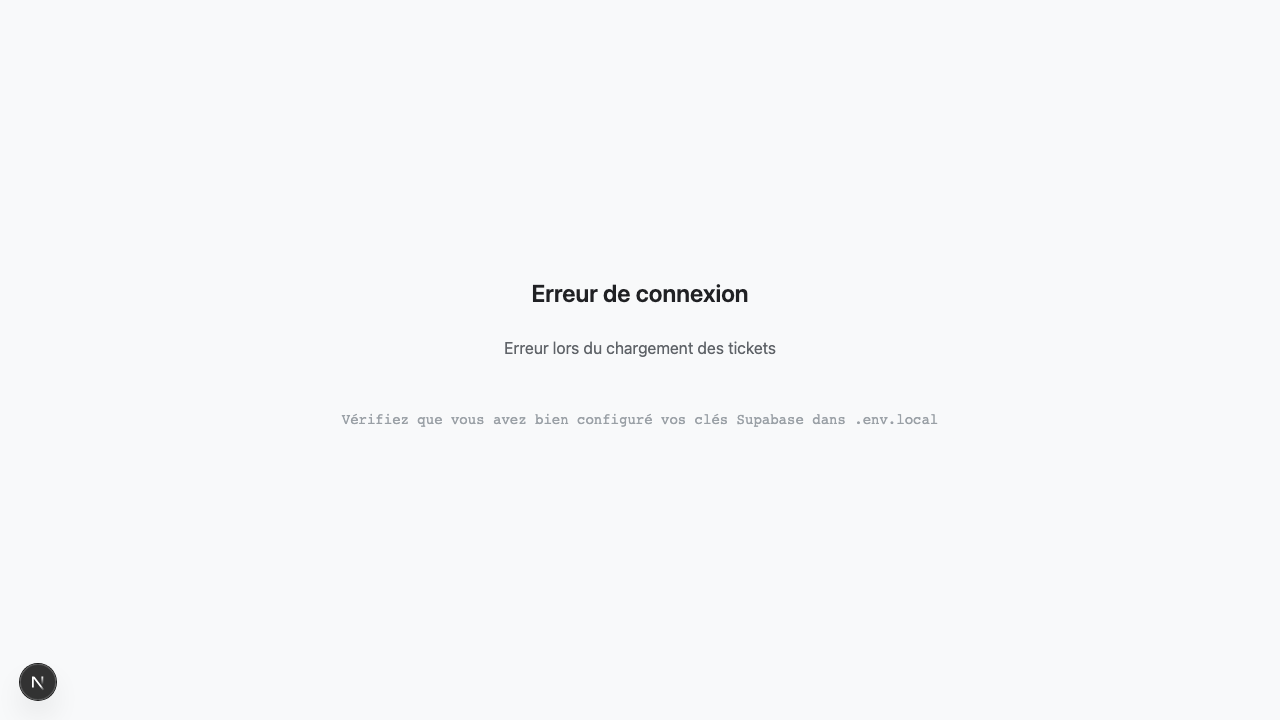 Erreur de connexion
Erreur lors du chargement des tickets
Vérifiez que vous avez bien configuré vos clés Supabase dans .env.local
N